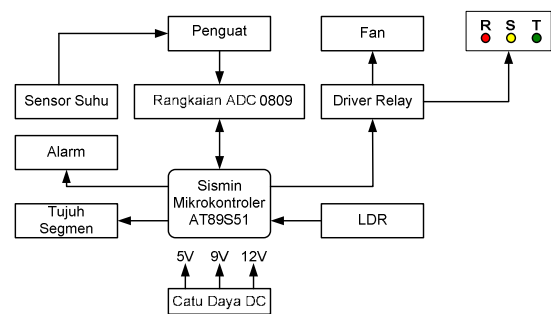 Penguat
Fan
R S T
Sensor Suhu
Rangkaian ADC 0809
Driver Relay
Alarm
Sismin
Mikrokontroler
AT89S51
Tujuh
Segmen
LDR
5V 9V 12V
Catu Daya DC